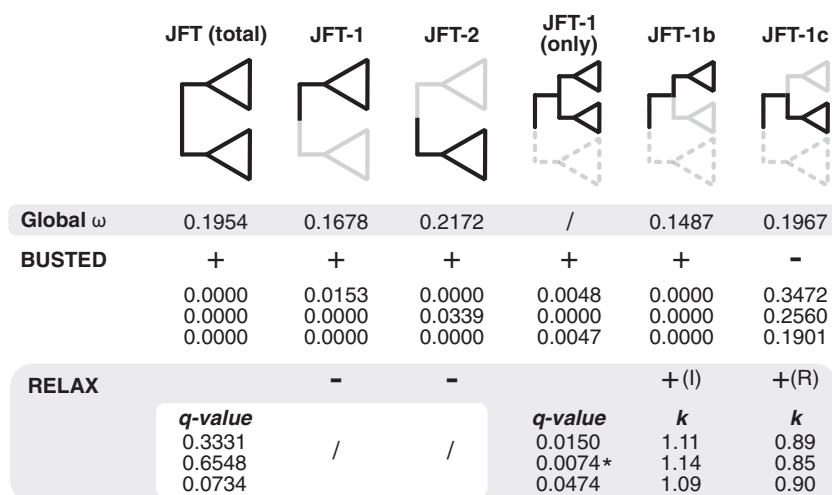 JFT (total) JFT-1 JFT-2 JFT-1 (only) JFT-1b JFT-1c
Global ω 0.1954 0.1678 0.2172 / 0.1487 0.1967
BUSTED + + + + + -
0.0000 0.0153 0.0000 0.0048 0.0000 0.3472
0.0000 0.0000 0.0339 0.0000 0.0000 0.2560
0.0000 0.0000 0.0000 0.0047 0.0000 0.1901
RELAX - - +(I) +(R)
q-value q-value k k
0.3331 / / 0.0150 1.11 0.89
0.6548 0.0074* 1.14 0.85
0.0734 0.0474 1.09 0.90